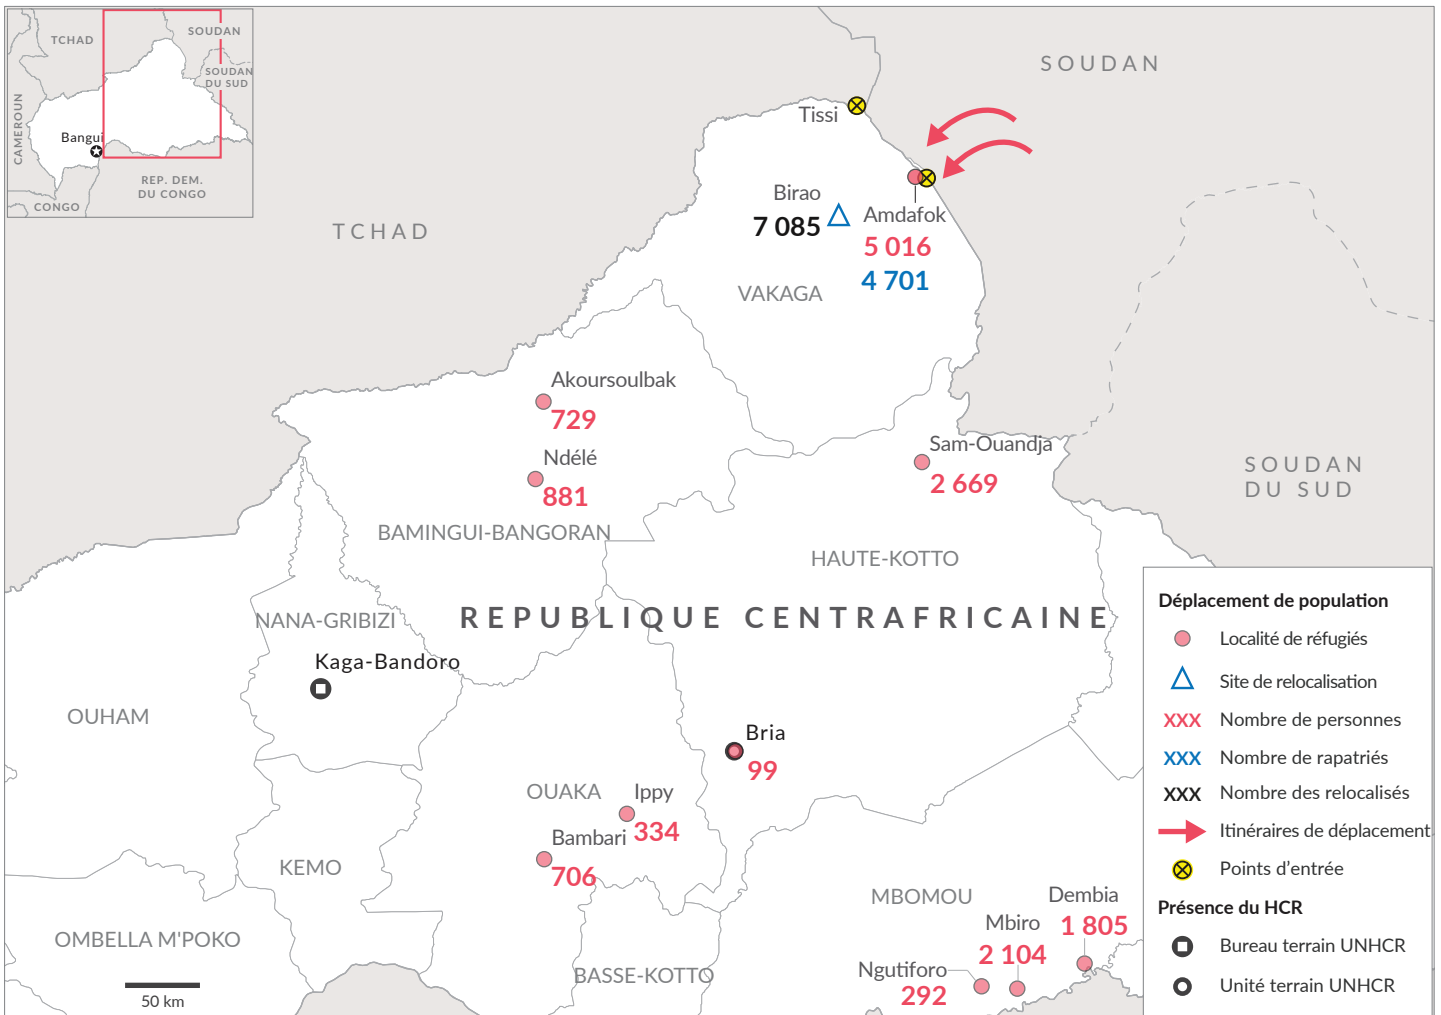 TCHAD
SOUDAN
SOUDAN
DU SUD
CAMEROUN
Bangui
REP. DEM.
DU CONGO
CONGO
SOUDAN
Tissi
Birao
7 085
Amdafok
5 016
4 701
TCHAD
VAKAGA
Akoursoulbak
729
Ndélé
881
Sam-Ouandja
2 669
SOUDAN
DU SUD
BAMINGUI-BANGORAN
HAUTE-KOTTO
NANA-GRIBIZI
REPUBLIQUE CENTRAFRICAINE
Kaga-Bandoro
OUHAM
Bria
99
OUAKA
Ippy
334
Bambari
706
KEMO
MBOMOU
Dembia
1 805
Mbiro
2 104
OMBELLA M'POKO
BASSE-KOTTO
Ngutiforo
292
50 km
Déplacement de population
Localité de réfugiés
Site de relocalisation
XXX Nombre de personnes
XXX Nombre de rapatriés
XXX Nombre des relocalisés
Itinéraires de déplacement
Points d'entrée
Présence du HCR
Bureau terrain UNHCR
Unité terrain UNHCR